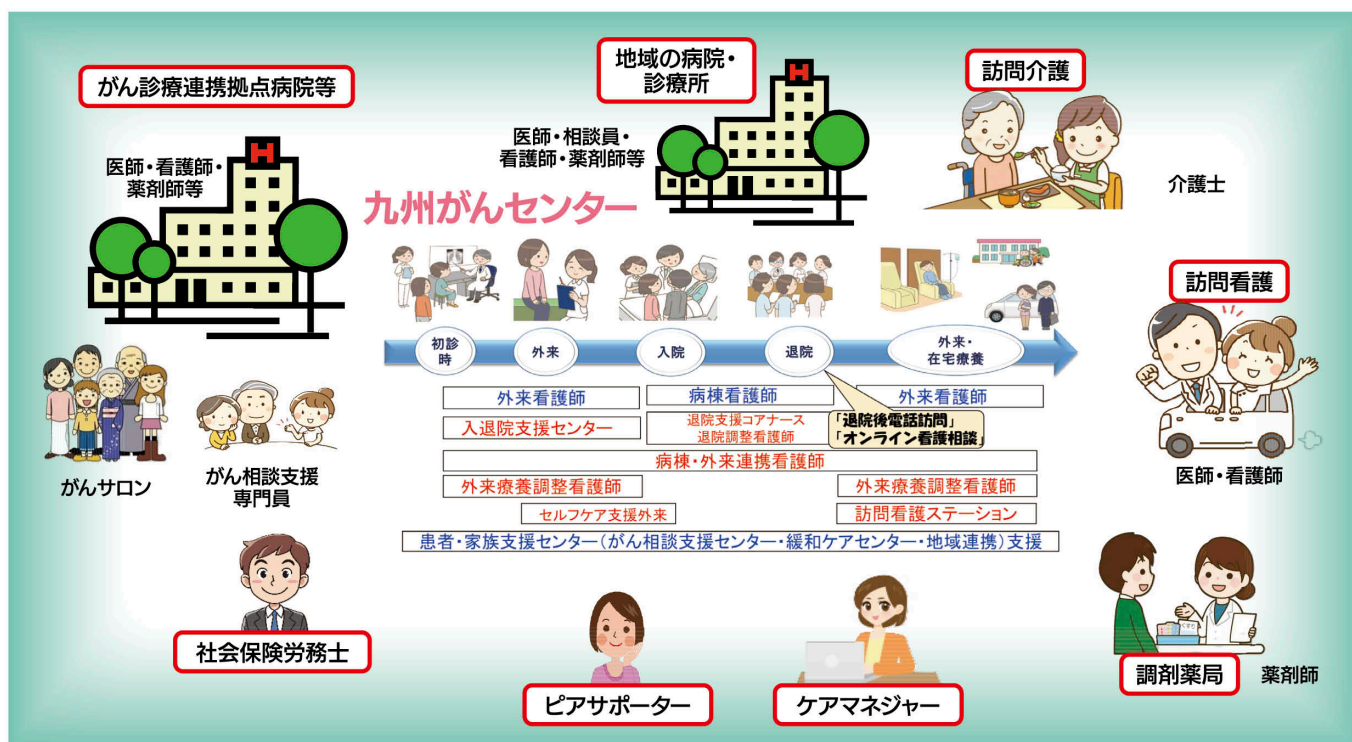 がん診療連携拠点病院等
医師・看護師・
薬剤師等
地域の病院・
診療所
医師・相談員・
看護師・薬剤師等
訪問介護
介護士
九州がんセンター
訪問看護
医師・看護師
初診
時
外来
入院
退院
外来・
在宅療養
外来看護師
病棟看護師
外来看護師
入退院支援センター
退院支援コアナース
退院調整看護師
「退院後電話訪問」
「オンライン看護相談」
病棟・外来連携看護師
外来療養調整看護師
外来療養調整看護師
セルフケア支援外来
訪問看護ステーション
患者・家族支援センター(がん相談支援センター・緩和ケアセンター・地域連携)支援
がんサロン
がん相談支援
専門員
社会保険労務士
ピアサポーター
ケアマネジャー
くすり
調剤薬局
薬剤師
H
H